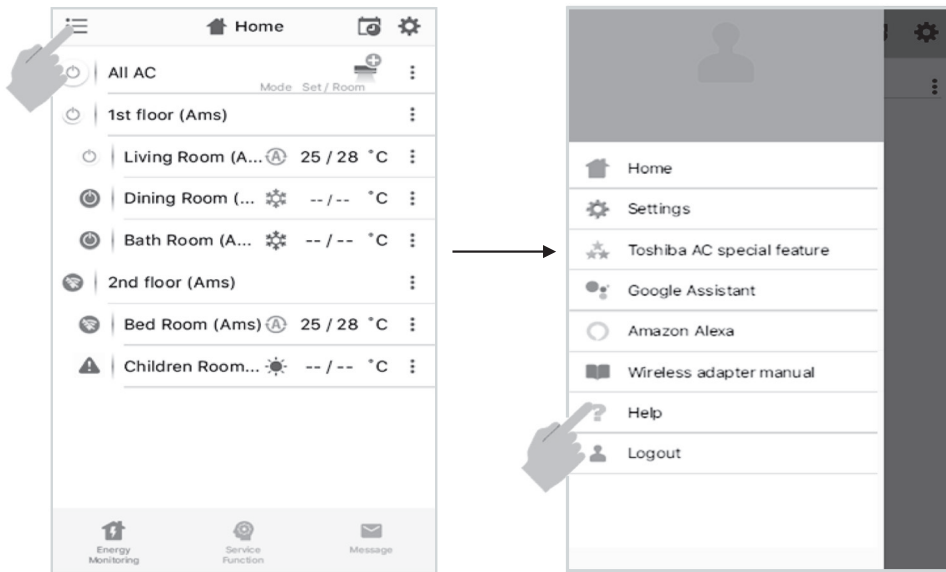 Home
All AC
Mode Set / Room
1st floor (Ams)
Living Room (A... A 25 / 28 °C
Dining Room (... -- / -- °C
Bath Room (A... -- / -- °C
2nd floor (Ams)
Bed Room (Ams) A 25 / 28 °C
Children Room... -- / -- °C
Energy
Monitoring
Service
Function
Message
Home
Settings
Toshiba AC special feature
Google Assistant
Amazon Alexa
Wireless adapter manual
Help
Logout